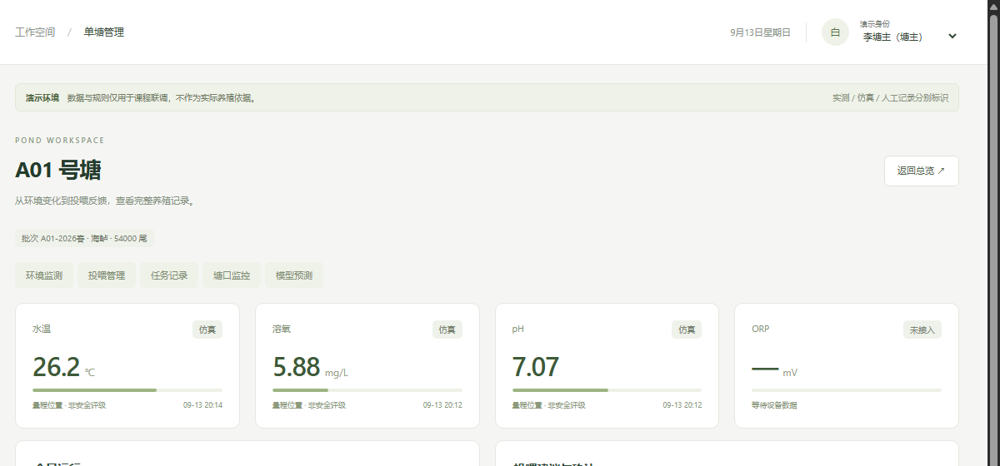 工作空间 / 单塘管理
9月13日星期日
白
演示身份
李塘主（塘主）
演示环境 数据与规则仅用于课程联调，不作为实际养殖依据。
实测 / 仿真 / 人工记录分别标识
POND WORKSPACE
A01 号塘
返回总览 ↗
从环境变化到投喂反馈，查看完整养殖记录。
批次 A01-2026春 · 海鲈 · 54000 尾
环境监测 投喂管理 任务记录 塘口监控 模型预测
水温 仿真
26.2 ℃
量程位置 · 非安全评级 09-13 20:14
溶氧 仿真
5.88 mg/L
量程位置 · 非安全评级 09-13 20:12
pH 仿真
7.07
量程位置 · 非安全评级 09-13 20:12
ORP 未接入
— mV
等待设备数据